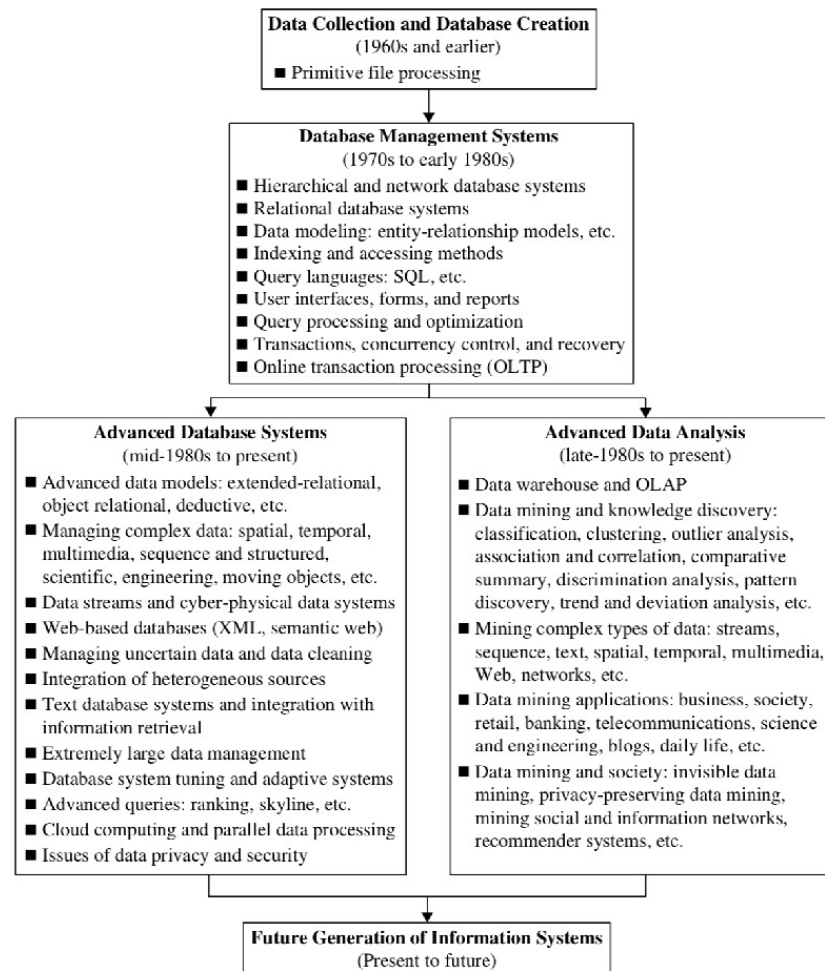 Data Collection and Database Creation
(1960s and earlier)
■ Primitive file processing
Database Management Systems
(1970s to early 1980s)
■ Hierarchical and network database systems
■ Relational database systems
■ Data modeling: entity-relationship models, etc.
■ Indexing and accessing methods
■ Query languages: SQL, etc.
■ User interfaces, forms, and reports
■ Query processing and optimization
■ Transactions, concurrency control, and recovery
■ Online transaction processing (OLTP)
Advanced Database Systems
(mid-1980s to present)
■ Advanced data models: extended-relational,
object relational, deductive, etc.
■ Managing complex data: spatial, temporal,
multimedia, sequence and structured,
scientific, engineering, moving objects, etc.
■ Data streams and cyber-physical data systems
■ Web-based databases (XML, semantic web)
■ Managing uncertain data and data cleaning
■ Integration of heterogeneous sources
■ Text database systems and integration with
information retrieval
■ Extremely large data management
■ Database system tuning and adaptive systems
■ Advanced queries: ranking, skyline, etc.
■ Cloud computing and parallel data processing
■ Issues of data privacy and security
Advanced Data Analysis
(late-1980s to present)
■ Data warehouse and OLAP
■ Data mining and knowledge discovery:
classification, clustering, outlier analysis,
association and correlation, comparative
summary, discrimination analysis, pattern
discovery, trend and deviation analysis, etc.
■ Mining complex types of data: streams,
sequence, text, spatial, temporal, multimedia,
Web, networks, etc.
■ Data mining applications: business, society,
retail, banking, telecommunications, science
and engineering, blogs, daily life, etc.
■ Data mining and society: invisible data
mining, privacy-preserving data mining,
mining social and information networks,
recommender systems, etc.
Future Generation of Information Systems
(Present to future)